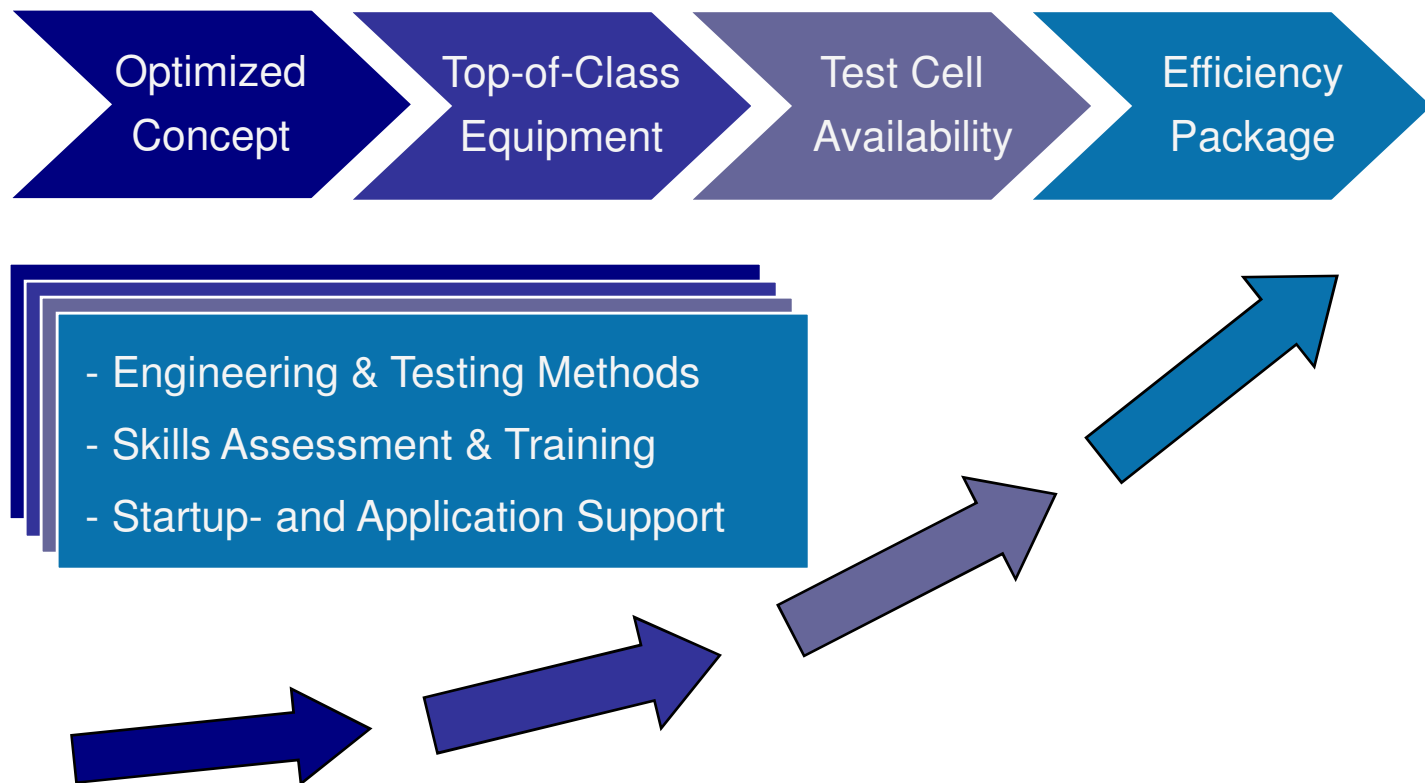 Optimized
Concept
Top-of-Class
Equipment
Test Cell
Availability
Efficiency
Package
- Engineering & Testing Methods
- Skills Assessment & Training
- Startup- and Application Support